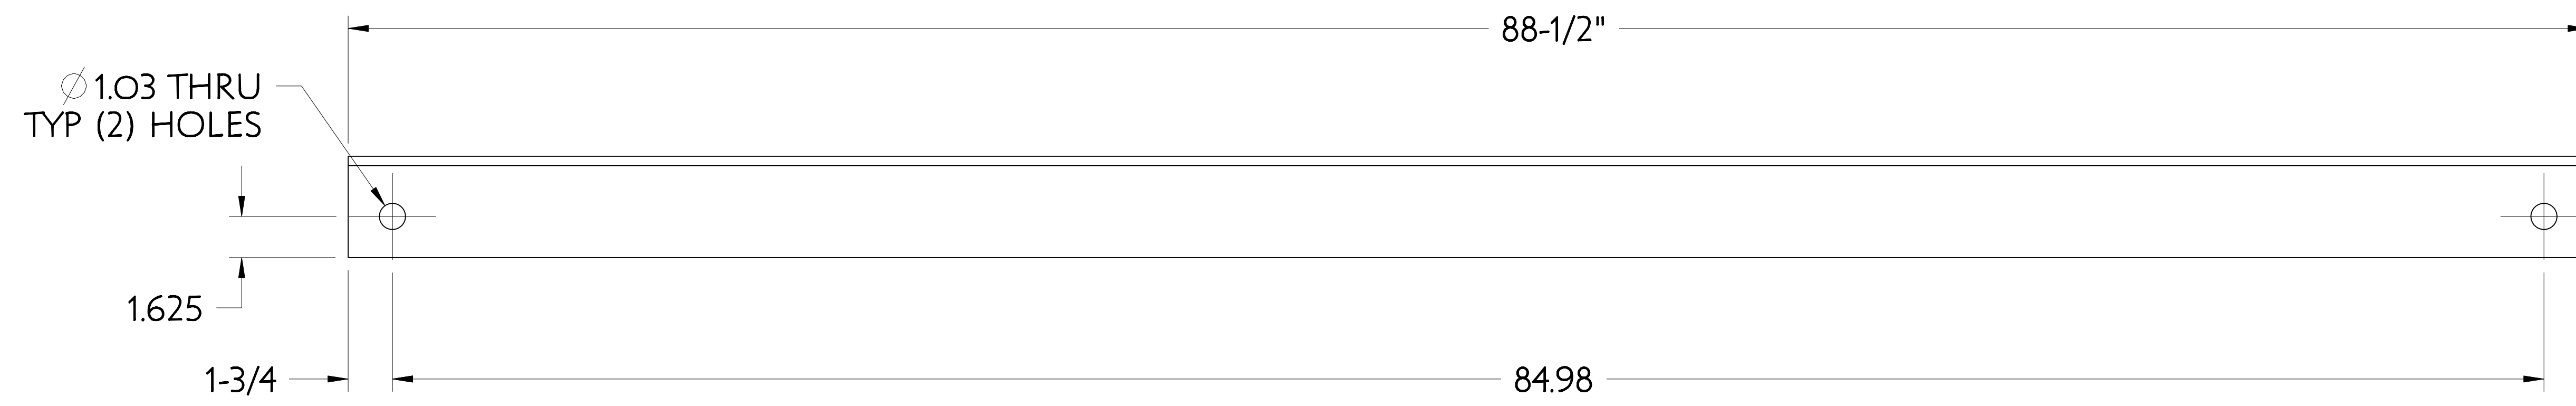 88-1/2"
∅ 1.03 THRU
TYP (2) HOLES
1.625
1-3/4
84.98